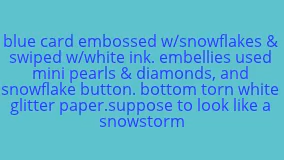 blue card embossed w/snowflakes &
swiped w/white ink. embellies used
mini pearls & diamonds, and
snowflake button. bottom torn white
glitter paper.suppose to look like a
snowstorm